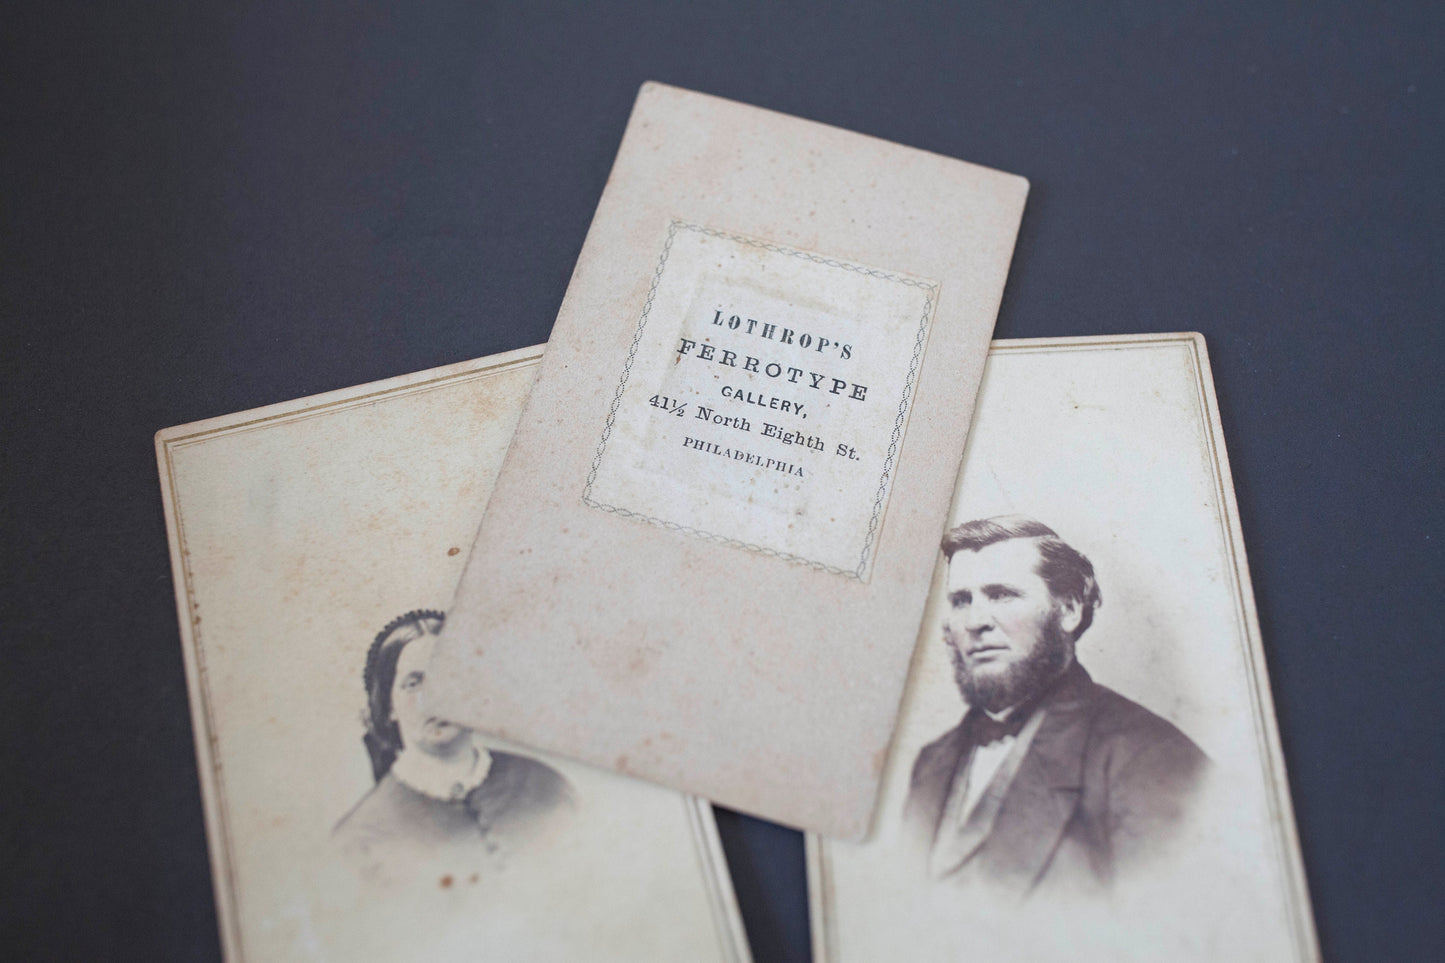 LOTHROP'S
FERROTYPE
GALLERY,
41½ North Eighth St.
PHILADELPHIA